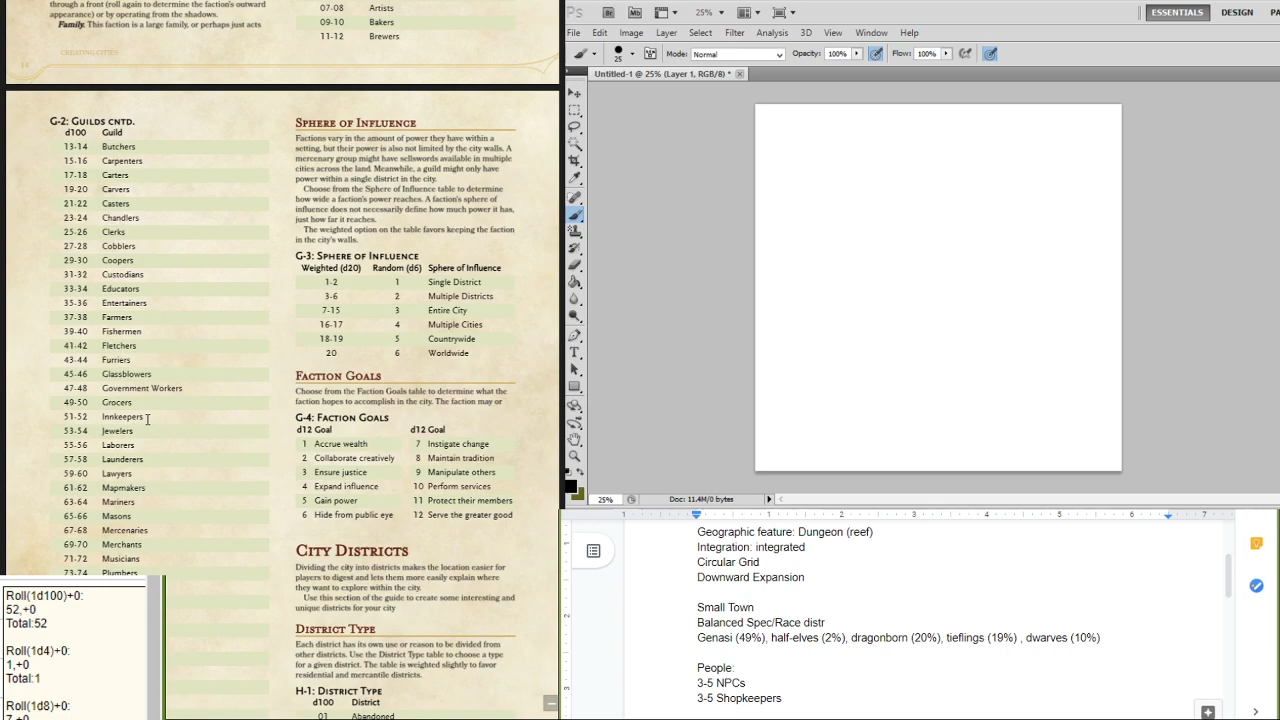 through a front (roll again to determine the faction's outward
appearance) or by operating from the shadows.
Family. This faction is a large family, or perhaps just acts
07-08 Artists
09-10 Bakers
11-12 Brewers
CREATING CITIES
G-2: Guilds cntd.
d100 Guild
13-14 Butchers
15-16 Carpenters
17-18 Carters
19-20 Carvers
21-22 Casters
23-24 Chandlers
25-26 Clerks
27-28 Cobblers
29-30 Coopers
31-32 Custodians
33-34 Educators
35-36 Entertainers
37-38 Farmers
39-40 Fishermen
41-42 Fletchers
43-44 Furriers
45-46 Glassblowers
47-48 Government Workers
49-50 Grocers
51-52 Innkeepers
53-54 Jewelers
55-56 Laborers
57-58 Launderers
59-60 Lawyers
61-62 Mapmakers
63-64 Mariners
65-66 Masons
67-68 Mercenaries
69-70 Merchants
71-72 Musicians
73-74 Plumbers
Sphere of Influence
Factions vary in the amount of power they have within a
setting, but their power is also not limited by the city walls. A
mercenary group might have sellswords available in multiple
cities across the land. Meanwhile, a guild might only have
power within a single district in the city.
Choose from the Sphere of Influence table to determine
how wide a faction's power reaches. A faction's sphere of
influence does not necessarily define how much power it has,
just how far it reaches.
The weighted option on the table favors keeping the faction
in the city's walls.
G-3: Sphere of Influence
Weighted (d20) Random (d6) Sphere of Influence
1-2 1 Single District
3-6 2 Multiple Districts
7-15 3 Entire City
16-17 4 Multiple Cities
18-19 5 Countrywide
20 6 Worldwide
Faction Goals
Choose from the Faction Goals table to determine what the
faction hopes to accomplish in the city. The faction may or
G-4: Faction Goals
d12 Goal d12 Goal
1 Accrue wealth 7 Instigate change
2 Collaborate creatively 8 Maintain tradition
3 Ensure justice 9 Manipulate others
4 Expand influence 10 Perform services
5 Gain power 11 Protect their members
6 Hide from public eye 12 Serve the greater good
City Districts
Dividing the city into districts makes the location easier for
players to digest and lets them more easily explain where
they want to explore within the city.
Use this section of the guide to create some interesting and
unique districts for your city
District Type
Each district has its own use or reason to be divided from
other districts. Use the District Type table to choose a type
for a given district. The table is weighted slightly to favor
residential and mercantile districts.
H-1: District Type
d100 District
01 Abandoned
Roll(1d100)+0:
52,+0
Total:52
Roll(1d4)+0:
1,+0
Total:1
Roll(1d8)+0:
7,+0
PS Br Mb 25% ESSENTIALS DESIGN
File Edit Image Layer Select Filter Analysis 3D View Window Help
25 Mode: Normal Opacity: 100% Flow: 100%
Untitled-1 @ 25% (Layer 1, RGB/8) *
25% Doc: 11.4M/0 bytes
1 1 2 3 4 5 6 7
Geographic feature: Dungeon (reef)
Integration: integrated
Circular Grid
Downward Expansion
Small Town
Balanced Spec/Race distr
Genasi (49%), half-elves (2%), dragonborn (20%), tieflings (19%), and other (10%)
People:
3-5 NPCs
3-5 Shopkeepers